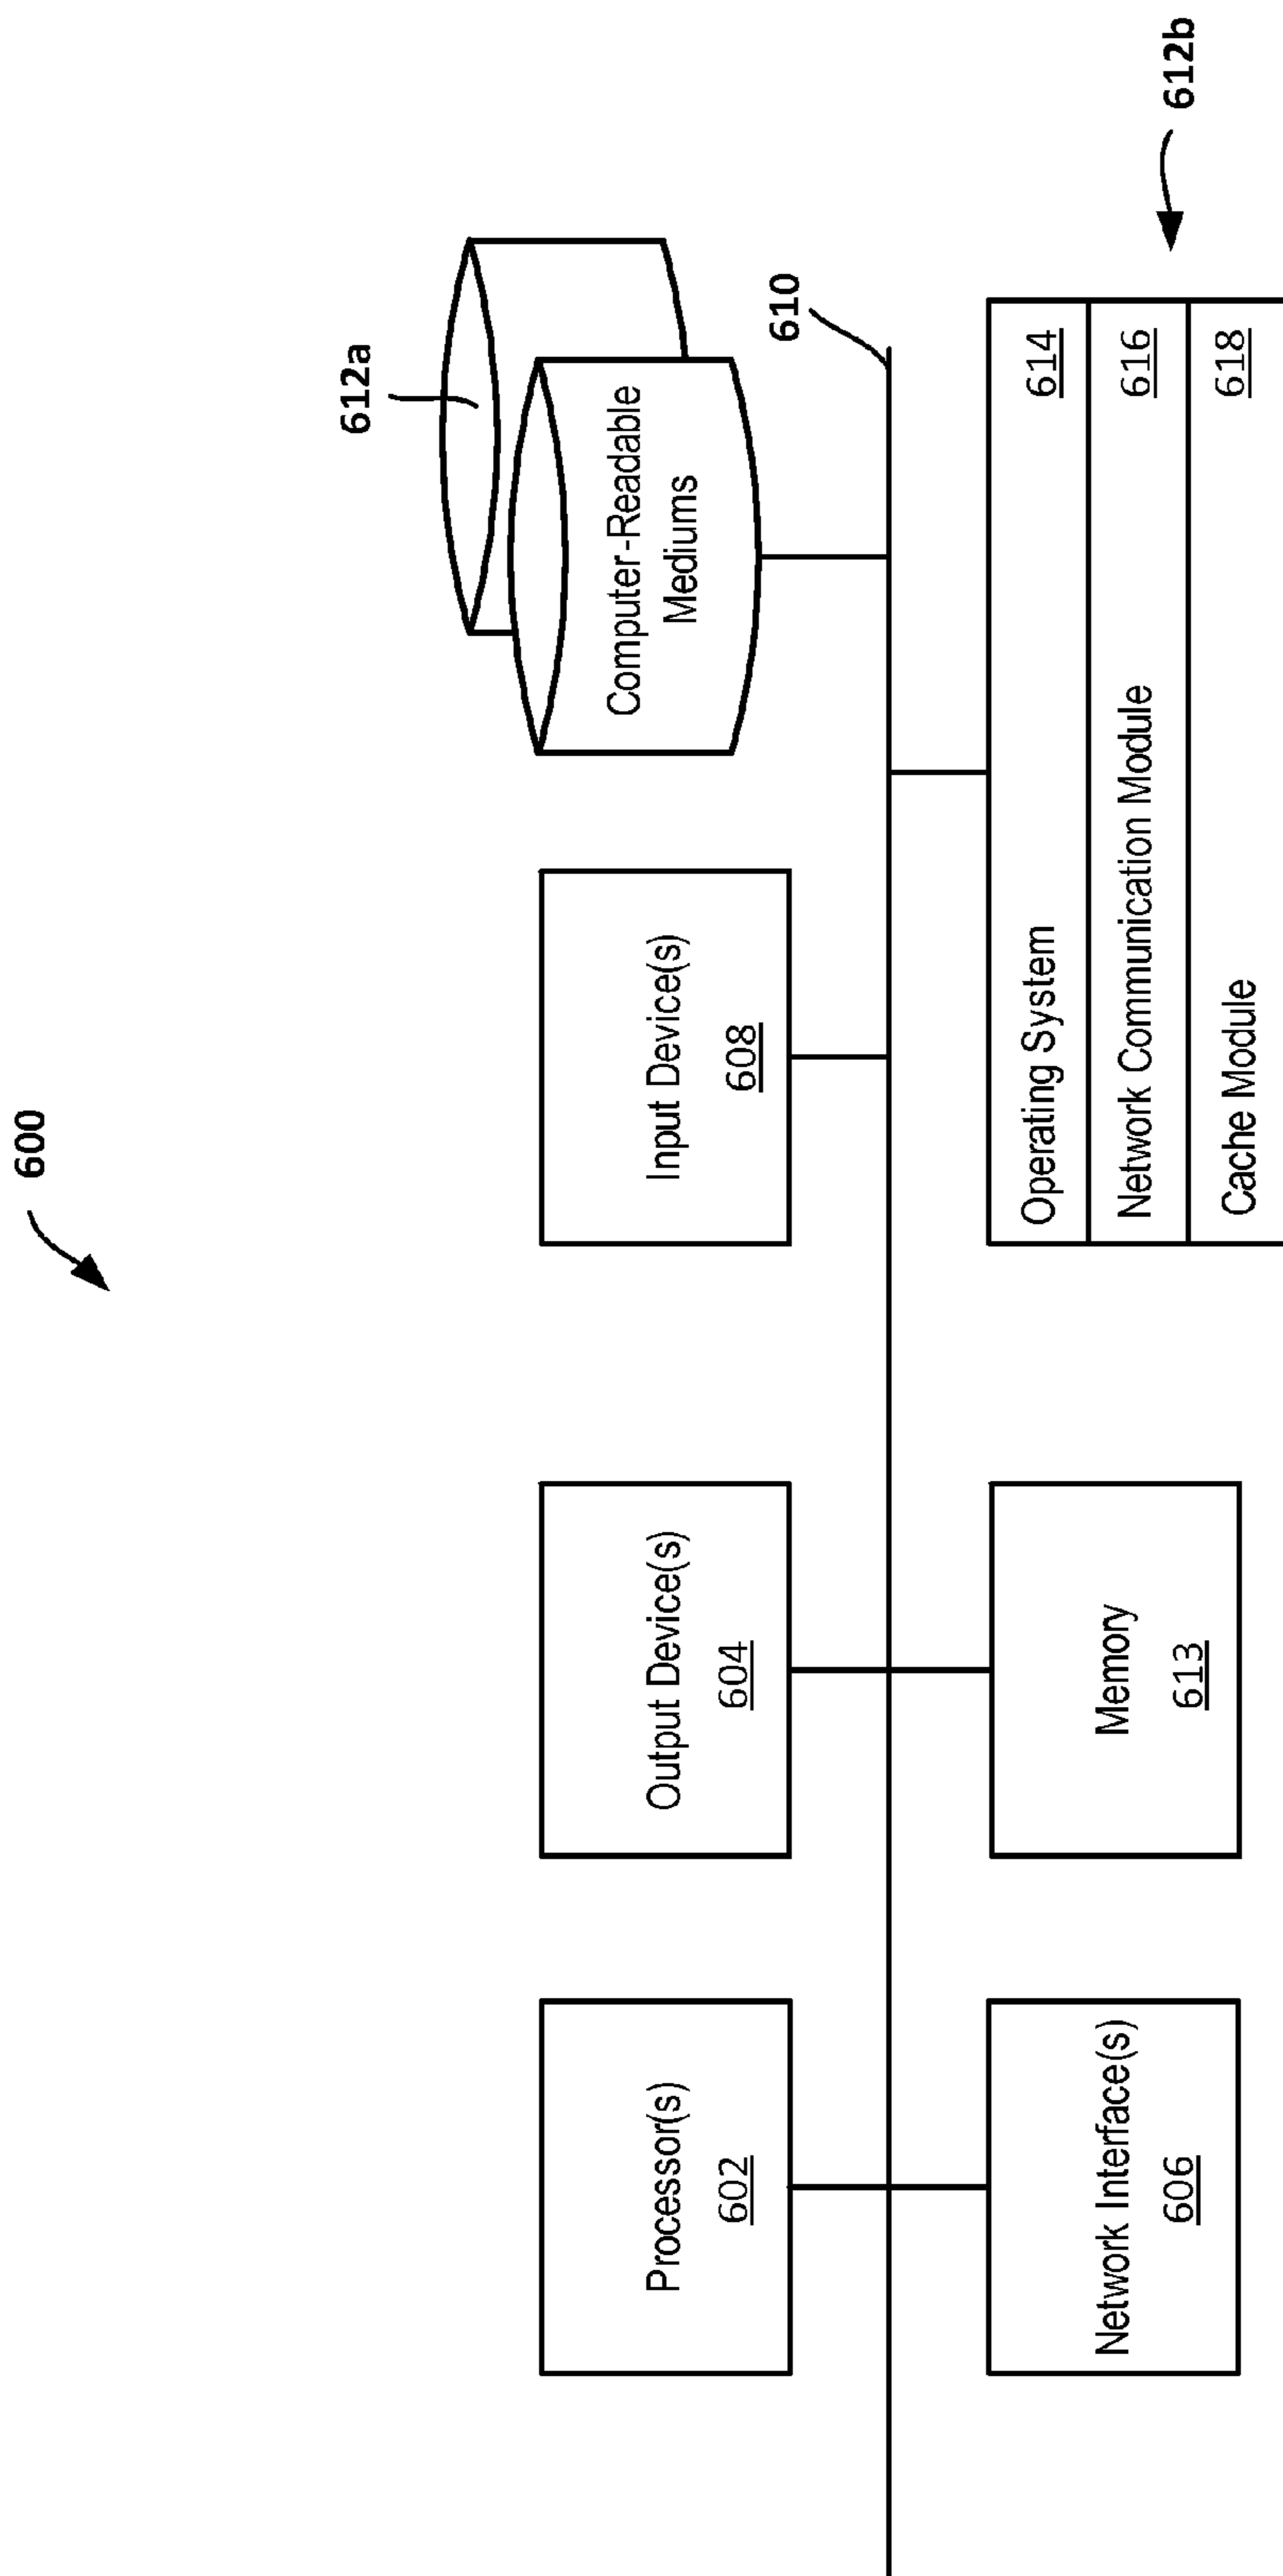 600
612a
Computer-Readable
Mediums
610
Processor(s)
602
Output Device(s)
604
Input Device(s)
608
Network Interface(s)
606
Memory
613
Operating System 614
Network Communication Module 616
Cache Module 618
612b